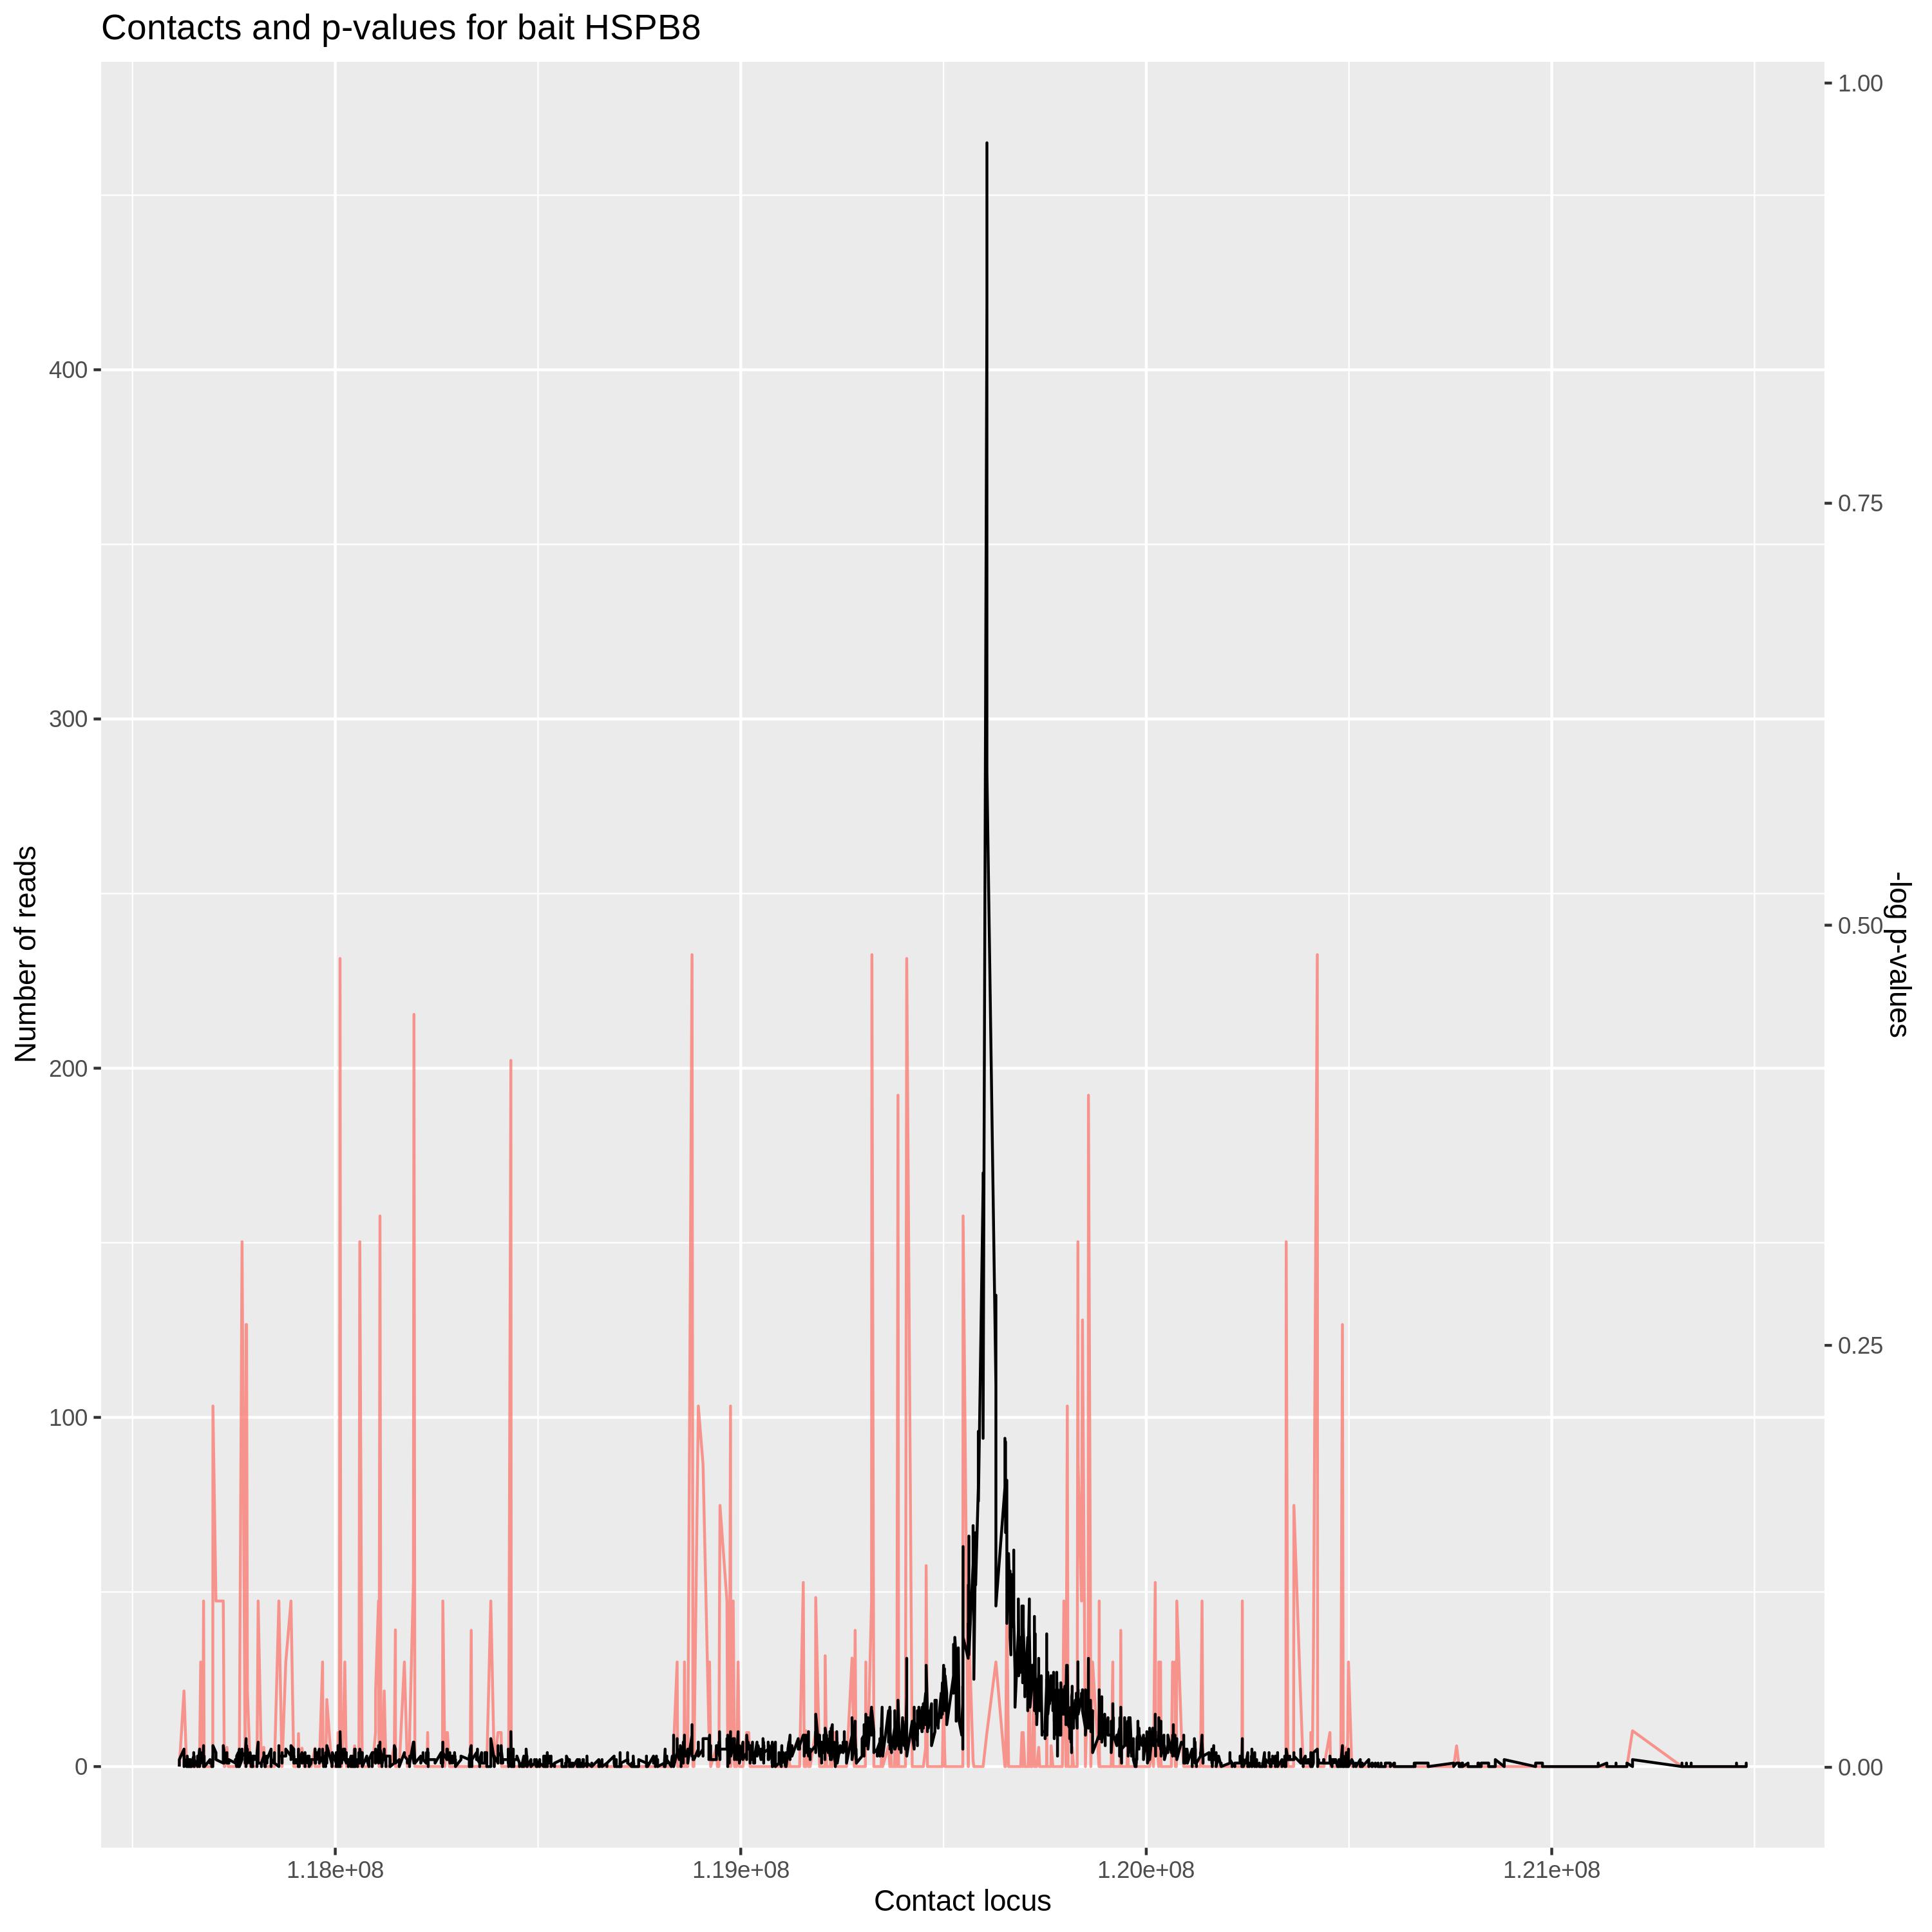 Contacts and p-values for bait HSPB8
1.00
400
0.75
300
Number of reads
0.50
-log p-values
200
0.25
100
0
0.00
1.18e+08
1.19e+08
1.20e+08
1.21e+08
Contact locus